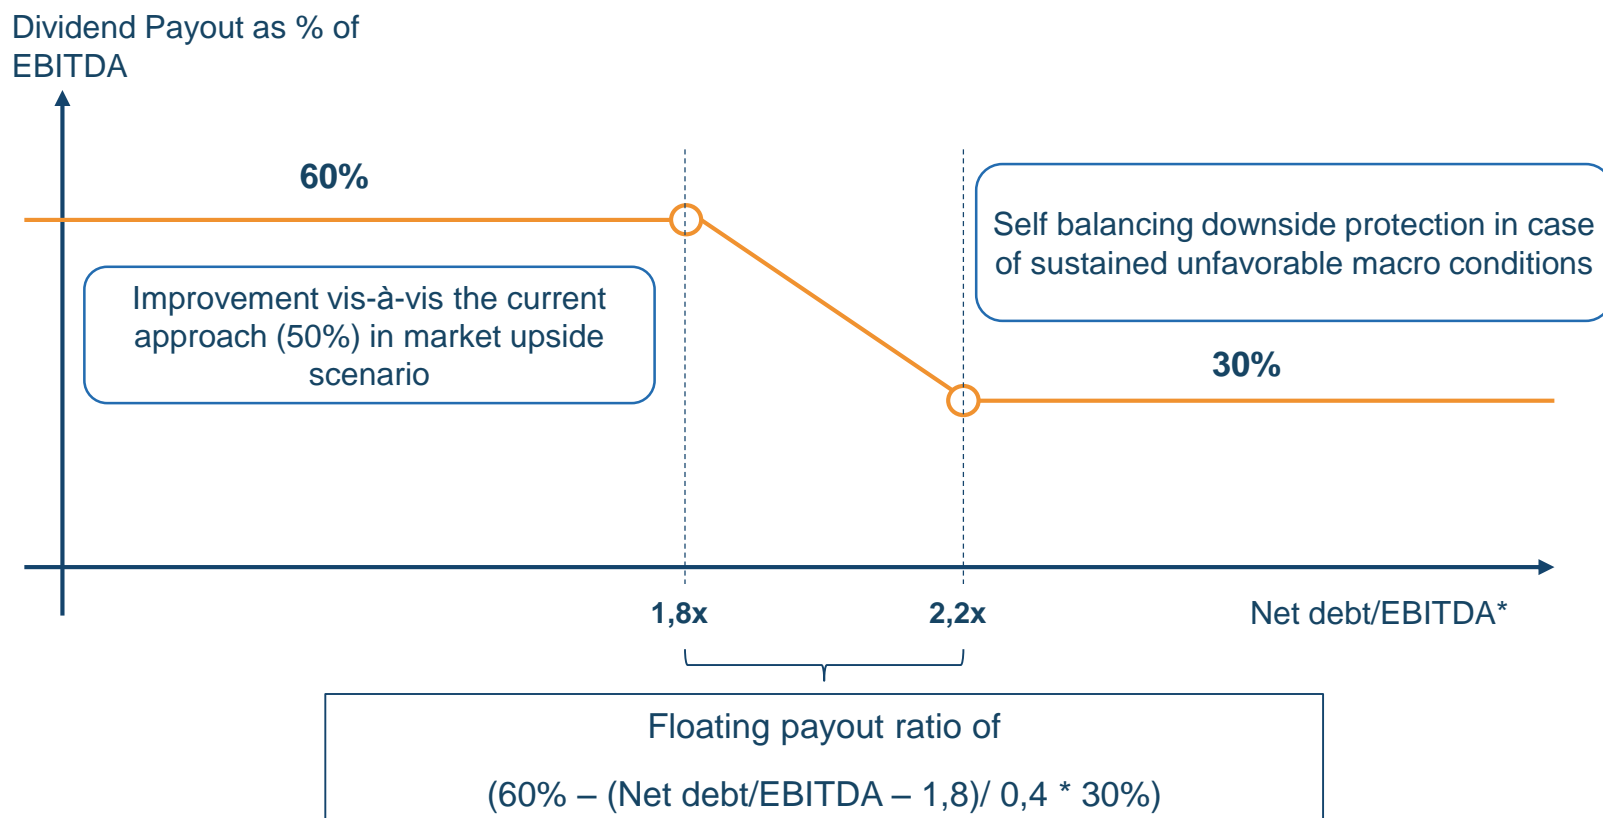 Dividend Payout as % of
EBITDA
60%
Self balancing downside protection in case
of sustained unfavorable macro conditions
Improvement vis-à-vis the current
approach (50%) in market upside
scenario
30%
1,8x
2,2x
Net debt/EBITDA*
Floating payout ratio of
(60% – (Net debt/EBITDA – 1,8)/ 0,4 * 30%)